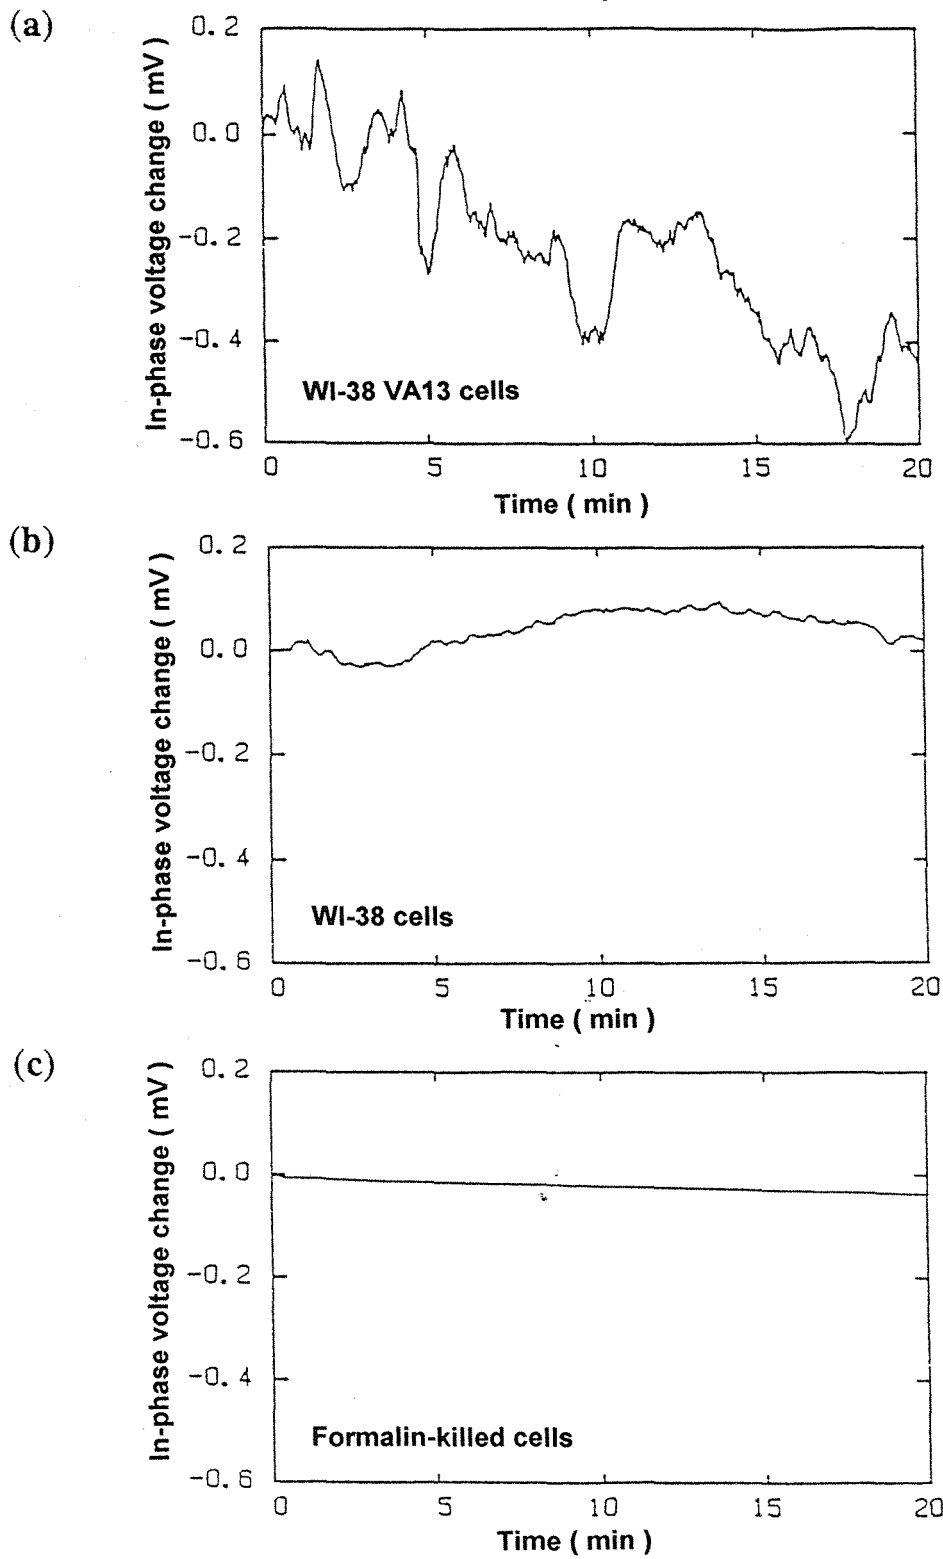 (a)
In-phase voltage change ( mV )
0.2
0.0
-0.2
-0.4
-0.6
WI-38 VA13 cells
0 5 10 15 20
Time ( min )
(b)
In-phase voltage change ( mV )
0.2
0.0
-0.2
-0.4
-0.6
WI-38 cells
0 5 10 15 20
Time ( min )
(c)
In-phase voltage change ( mV )
0.2
0.0
-0.2
-0.4
-0.6
Formalin-killed cells
0 5 10 15 20
Time ( min )